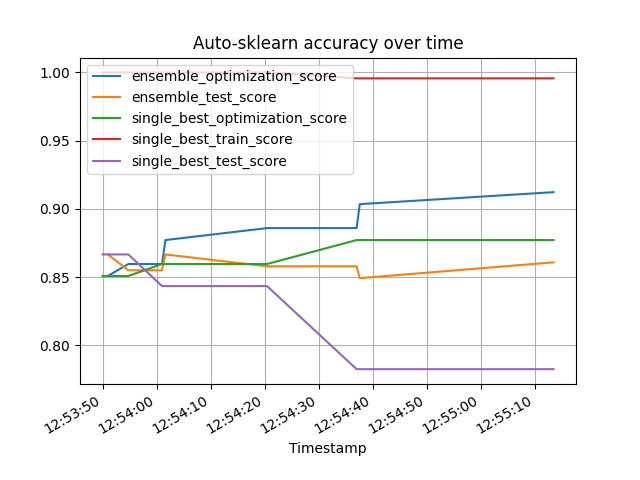 Auto-sklearn accuracy over time
1.00
0.95
0.90
0.85
0.80
ensemble_optimization_score
ensemble_test_score
single_best_optimization_score
single_best_train_score
single_best_test_score
12:53:50
12:54:00
12:54:10
12:54:20
12:54:30
12:54:40
12:54:50
12:55:00
12:55:10
Timestamp